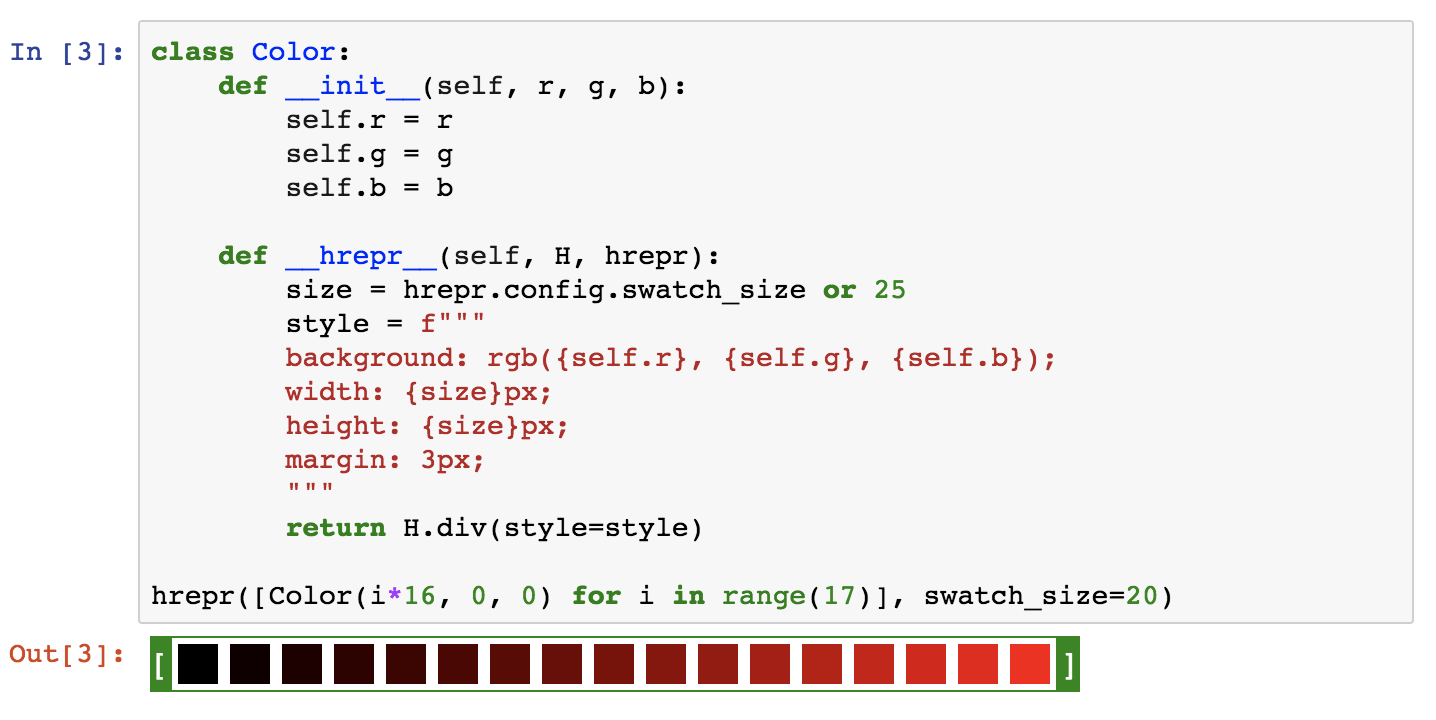 In [3]: class Color:
    def __init__(self, r, g, b):
        self.r = r
        self.g = g
        self.b = b

    def __hrepr__(self, H, hrepr):
        size = hrepr.config.swatch_size or 25
        style = f"""
        background: rgb({self.r}, {self.g}, {self.b});
        width: {size}px;
        height: {size}px;
        margin: 3px;
        """
        return H.div(style=style)

hrepr([Color(i*16, 0, 0) for i in range(17)], swatch_size=20)
Out[3]: [ ]